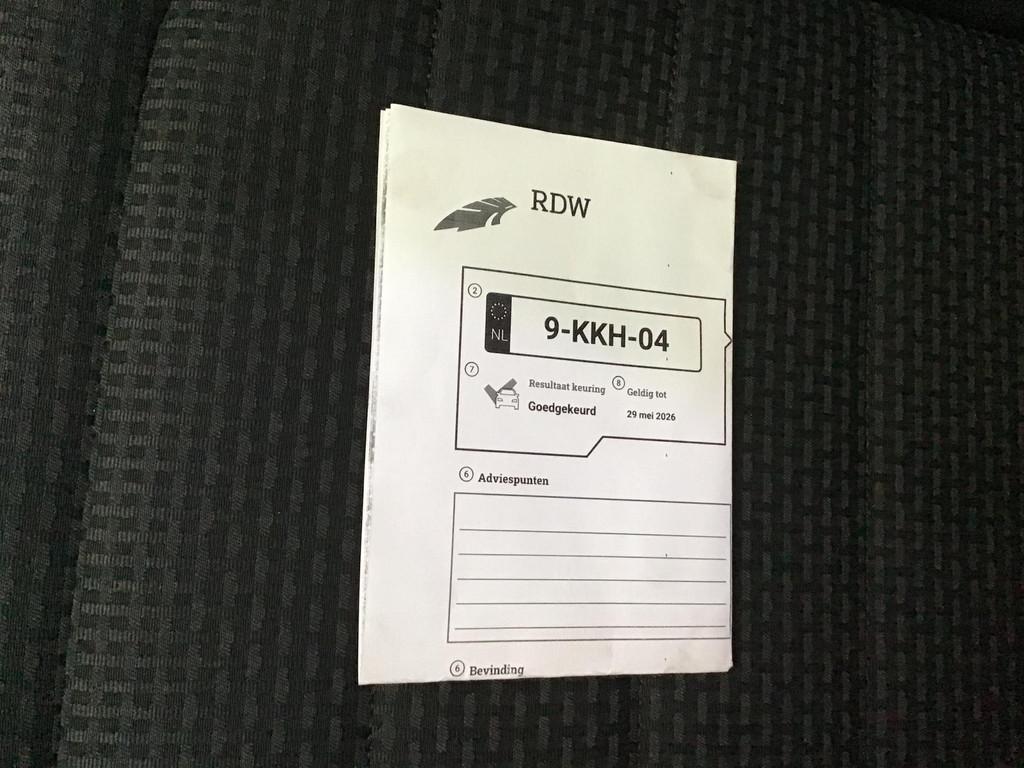 RDW
2
NL
9-KKH-04
7
Resultaat keuring
Goedgekeurd
8
Geldig tot
29 mei 2026
6 Adviespunten
6 Bevinding